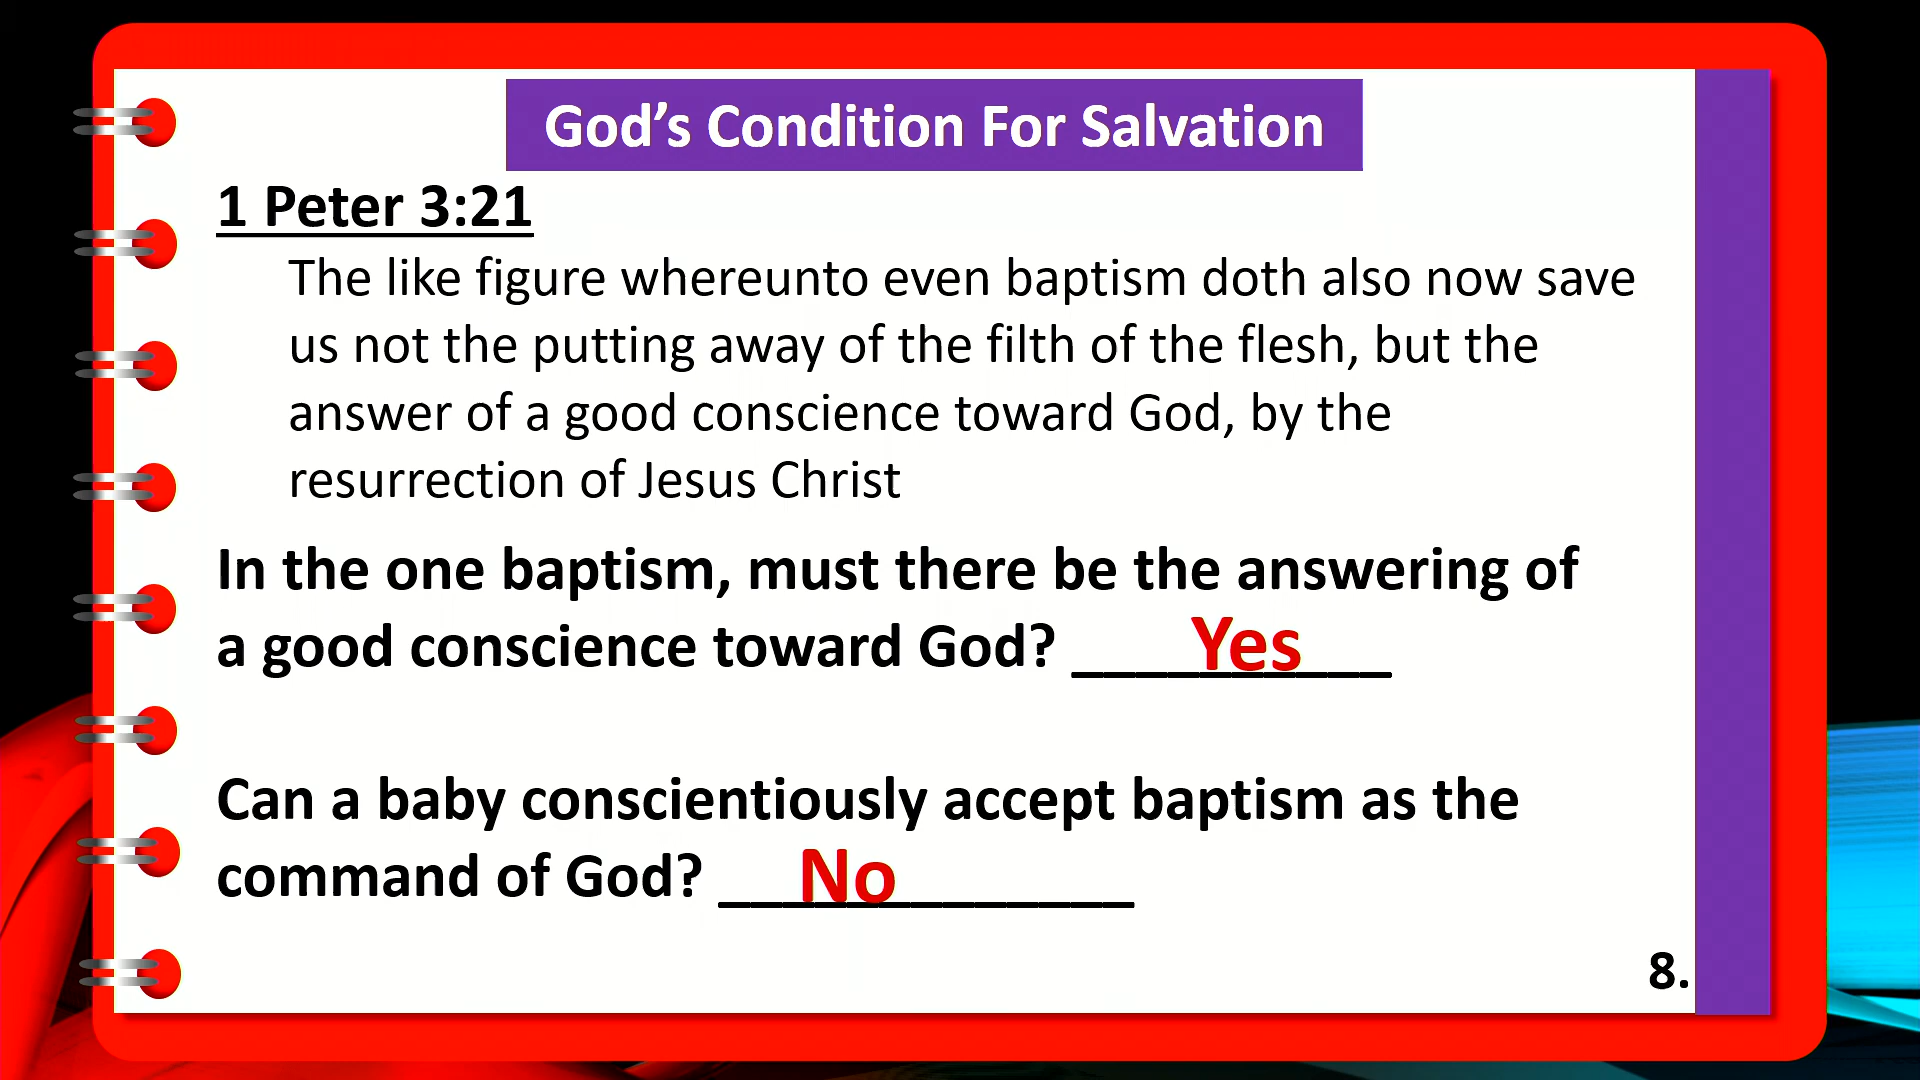 God’s Condition For Salvation
1 Peter 3:21
The like figure whereunto even baptism doth also now save
us not the putting away of the filth of the flesh, but the
answer of a good conscience toward God, by the
resurrection of Jesus Christ
In the one baptism, must there be the answering of
a good conscience toward God? __________ Yes
Can a baby conscientiously accept baptism as the
command of God? _____________ No
8.